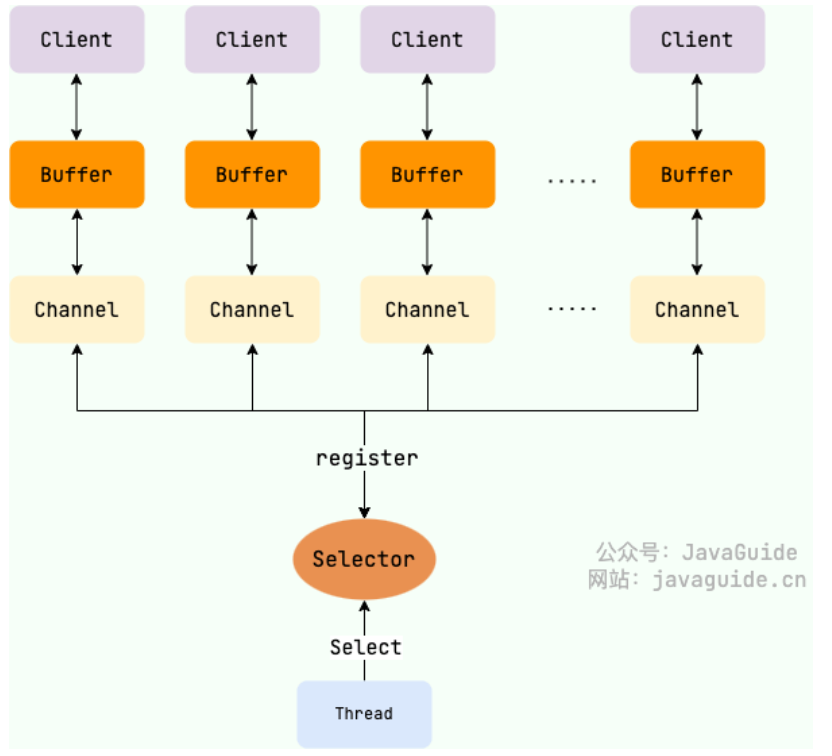 Client Client Client Client
Buffer Buffer Buffer ..... Buffer
Channel Channel Channel ..... Channel
register
Selector
公众号：JavaGuide
网站：javaguide.cn
Select
Thread